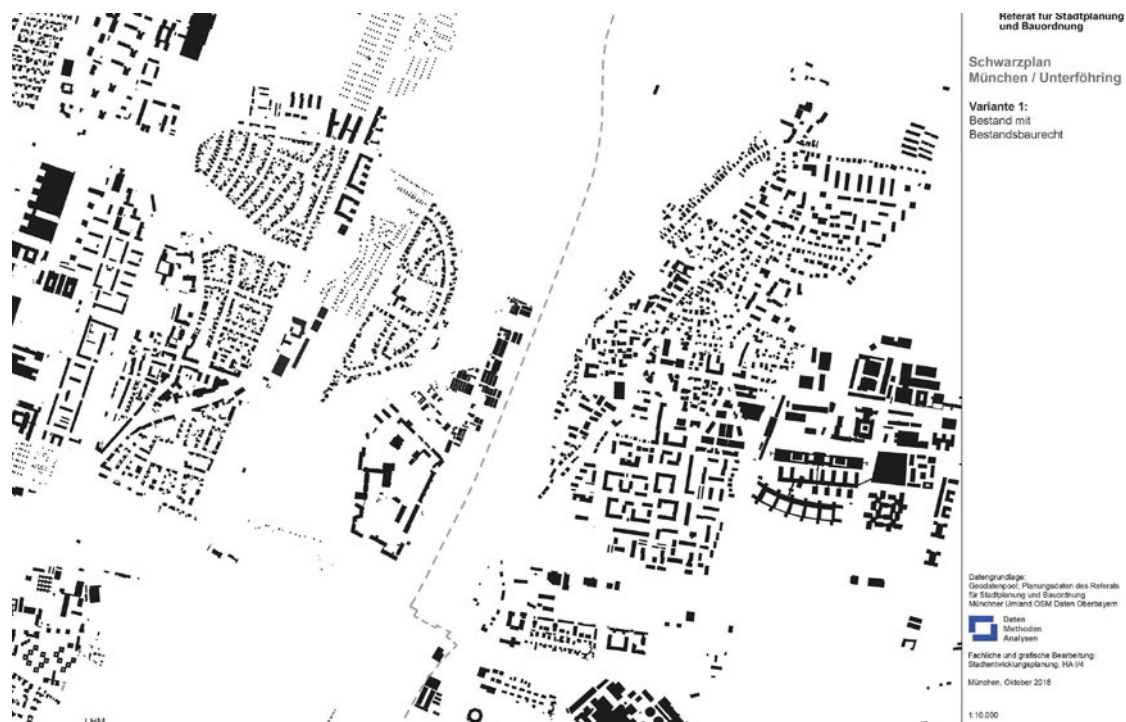 Referat für Stadtplanung
und Bauordnung
Schwarzplan
München / Unterföhring
Variante 1:
Bestand mit
Bestandsbaurecht
Datengrundlage:
Geodatenpool; Planungsdaten des Referats
für Stadtplanung und Bauordnung
Münchner Umland OSM Daten Oberbayern
Daten
Methoden
Analysen
Fachliche und grafische Bearbeitung:
Stadtentwicklungsplanung, HA I/4
München, Oktober 2018
1:10.000
LHM